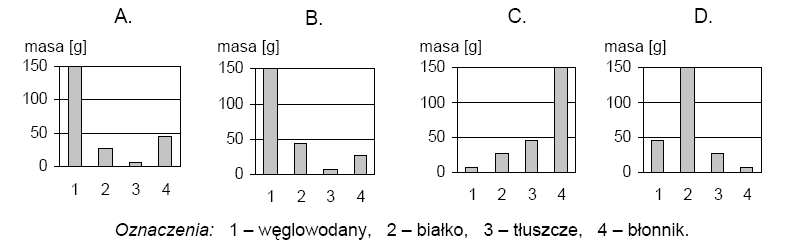 A. B. C. D.
masa [g] masa [g] masa [g] masa [g]
150 150 150 150
100 100 100 100
50 50 50 50
0 0 0 0
1 2 3 4 1 2 3 4 1 2 3 4 1 2 3 4
Oznaczenia: 1 – węglowodany, 2 – białko, 3 – tłuszcze, 4 – błonnik.